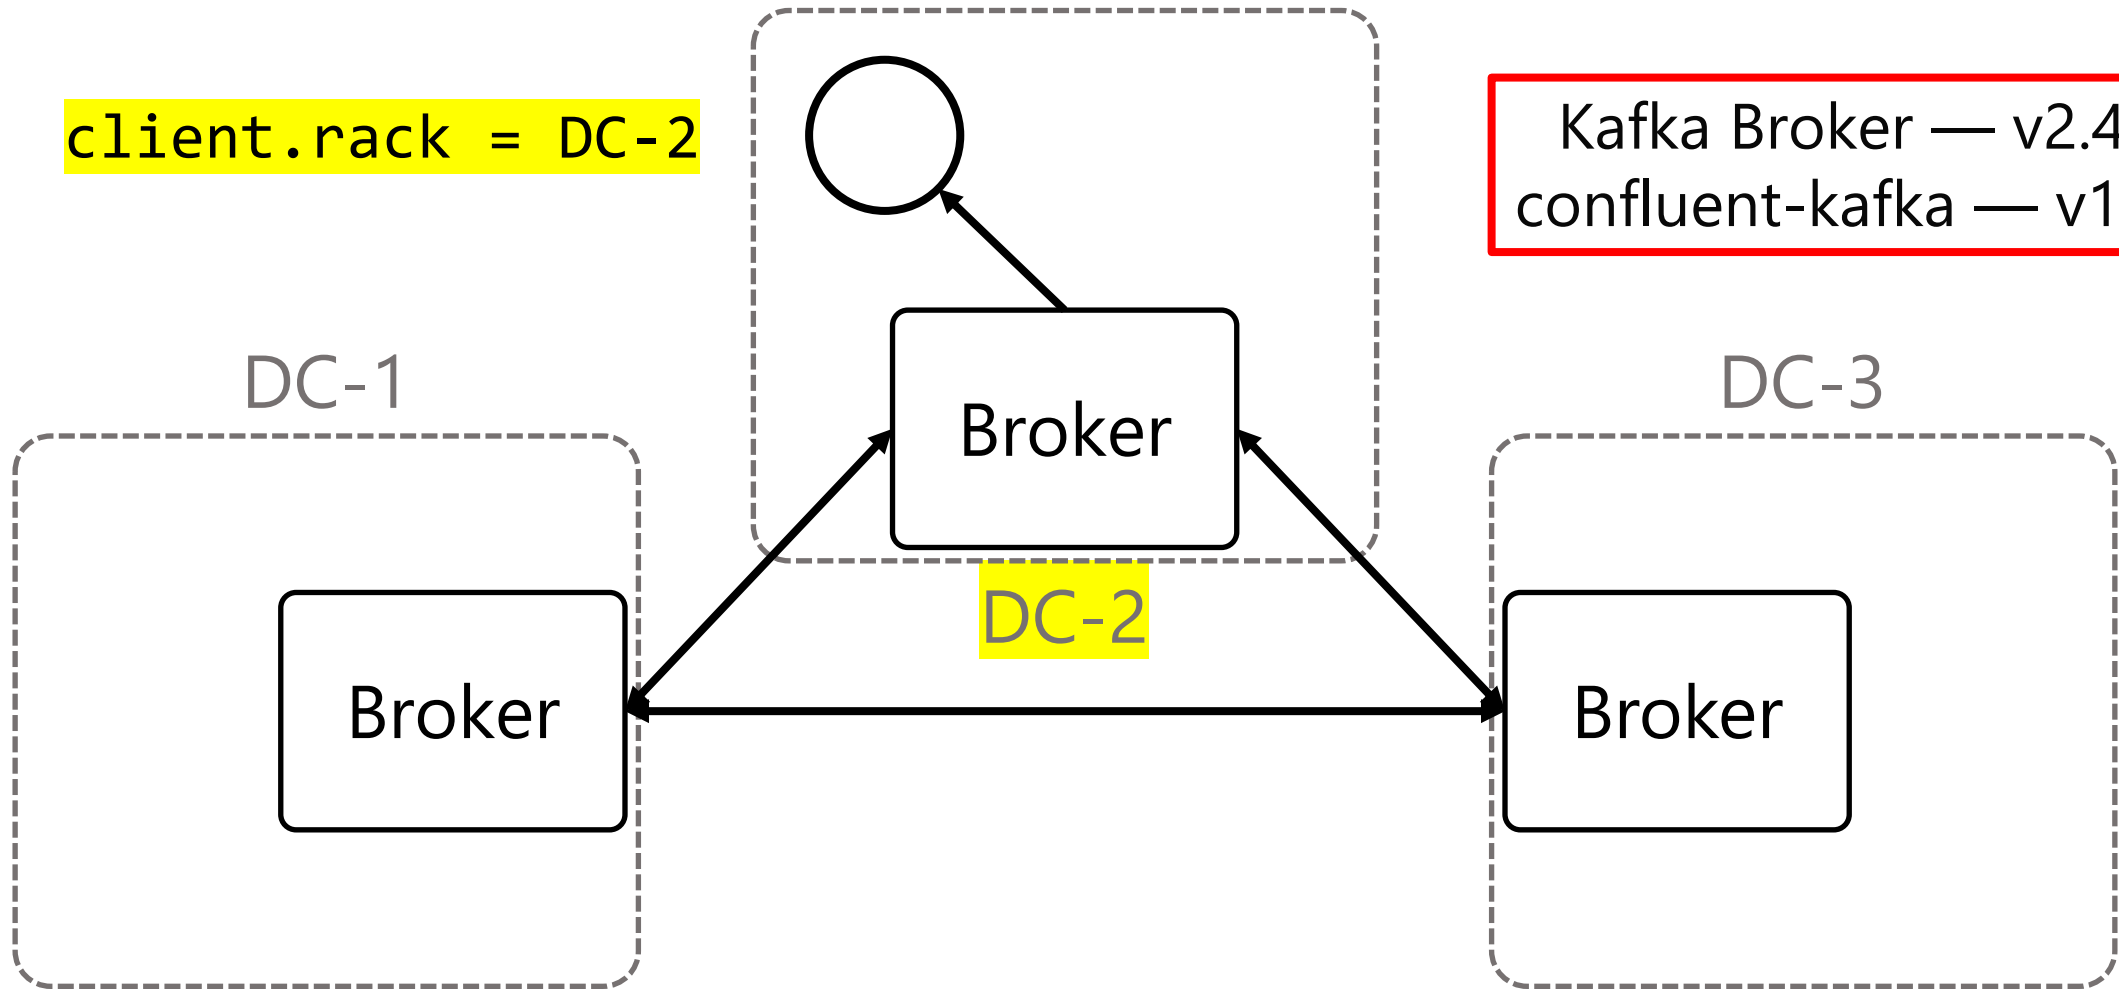 client.rack = DC-2
Kafka Broker — v2.4
confluent-kafka — v1
DC-1
DC-3
Broker
DC-2
Broker
Broker